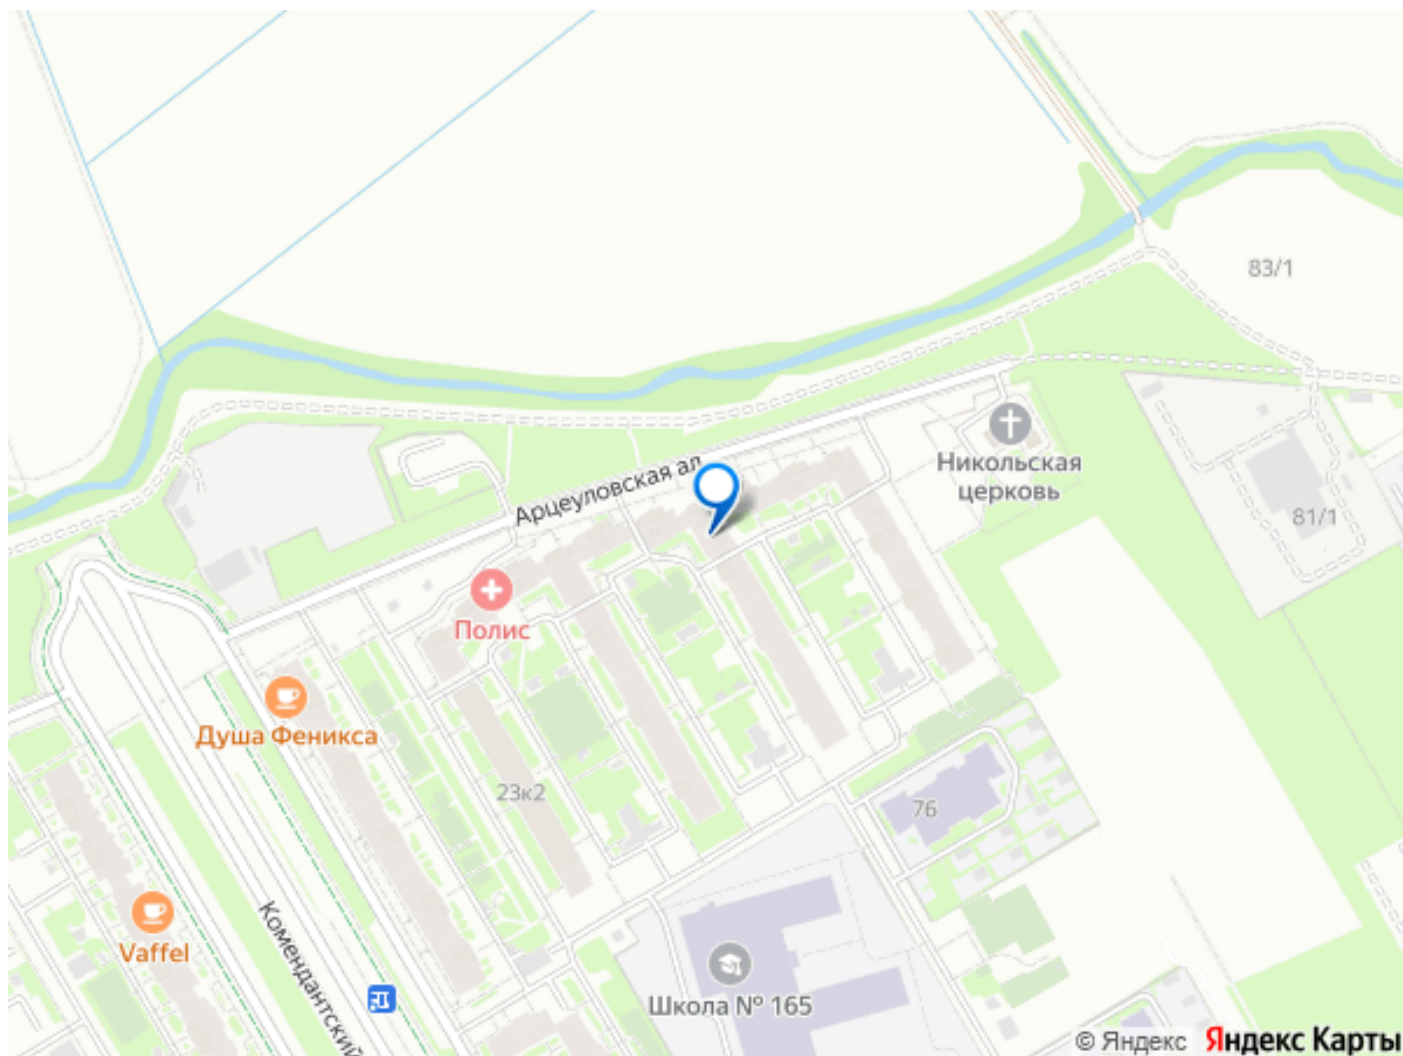 83/1
Никольская
церковь
Арцеуловская ал.
81/1
Полис
Душа Феникса
23к2
76
Vaffel
Комендантский
Школа № 165
© Яндекс Яндекс Карты